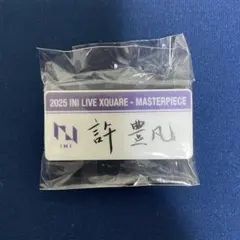 2025 INI LIVE XQUARE - MASTERPIECE
INI
許 豊凡